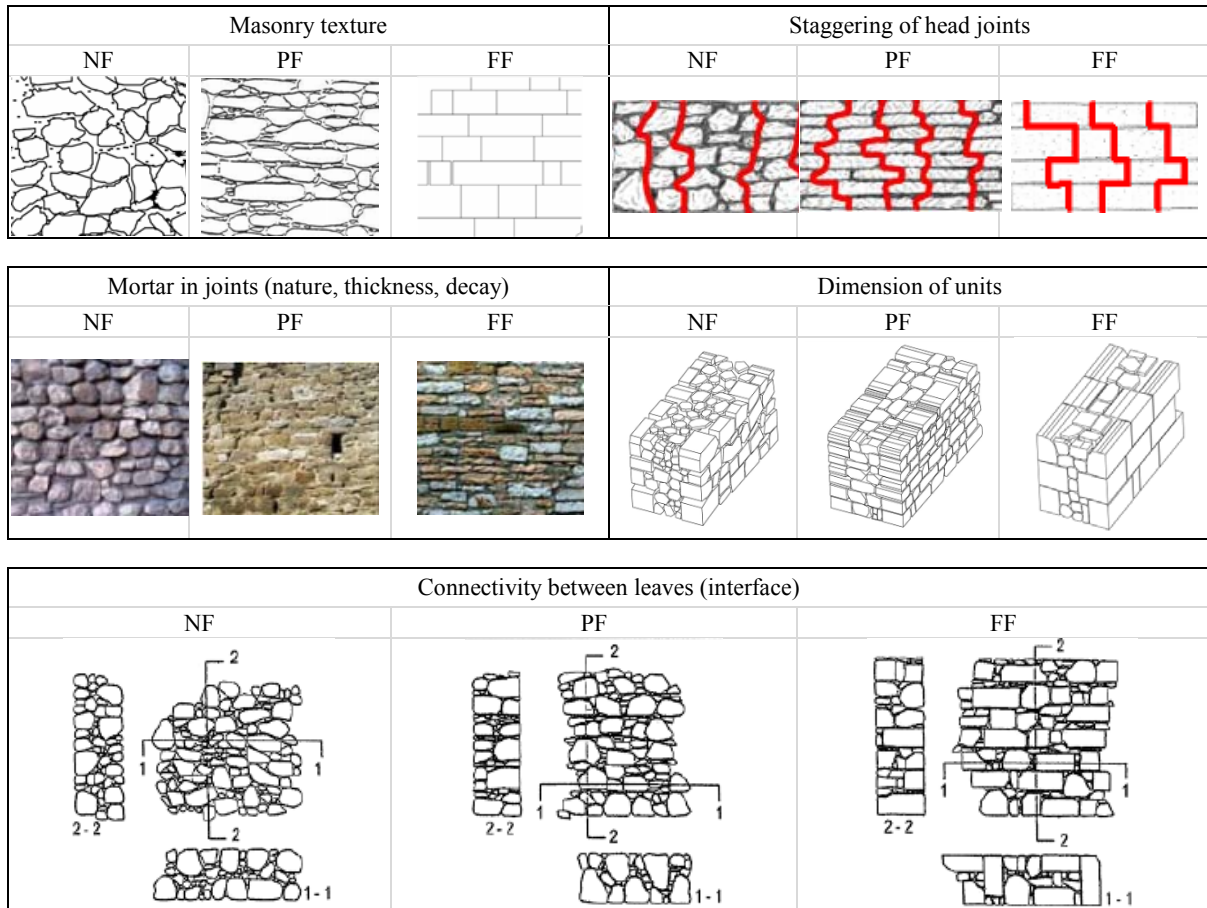 Masonry texture
Staggering of head joints
NF PF FF
NF PF FF
Mortar in joints (nature, thickness, decay)
Dimension of units
NF PF FF
NF PF FF
Connectivity between leaves (interface)
NF PF FF
2
2
2
1 1
1 1
1 1
2-2
2
2-2
2
2-2
2
1-1
1-1
1-1